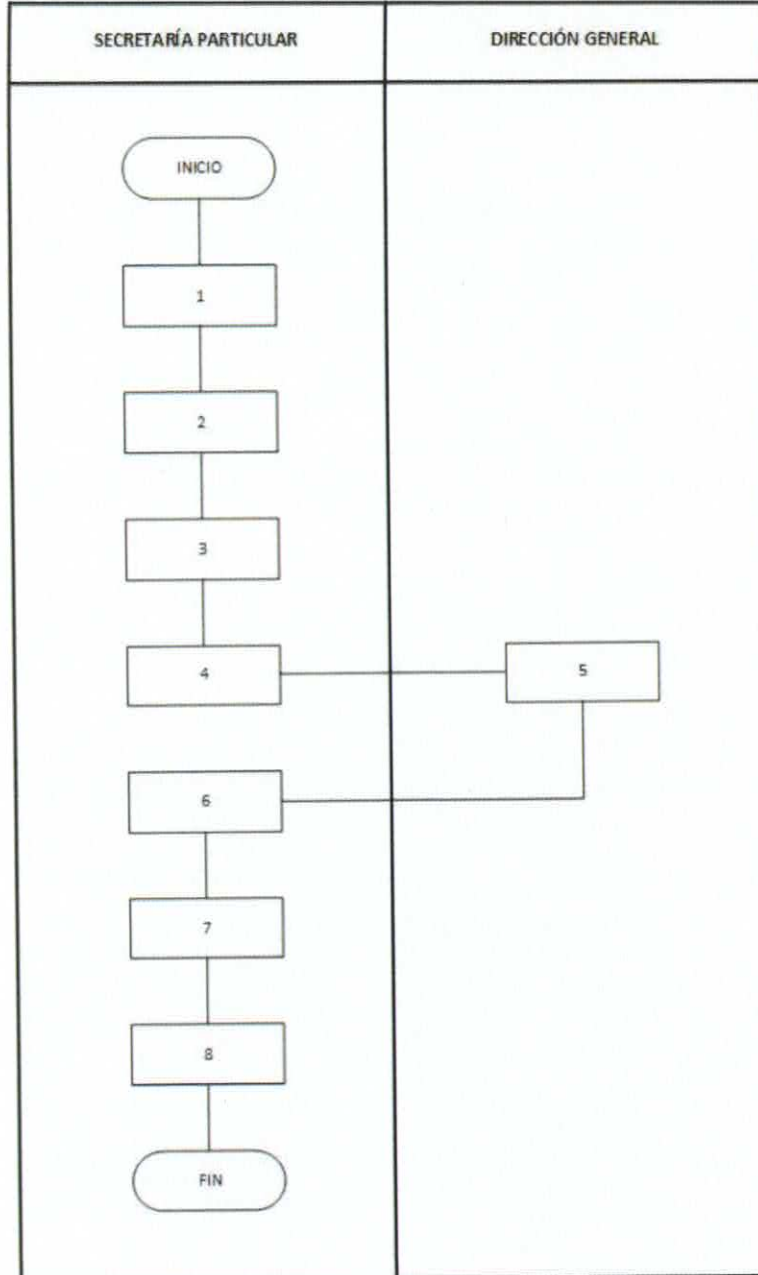 SECRETARÍA PARTICULAR
DIRECCIÓN GENERAL
INICIO
1
2
3
4
5
6
7
8
FIN